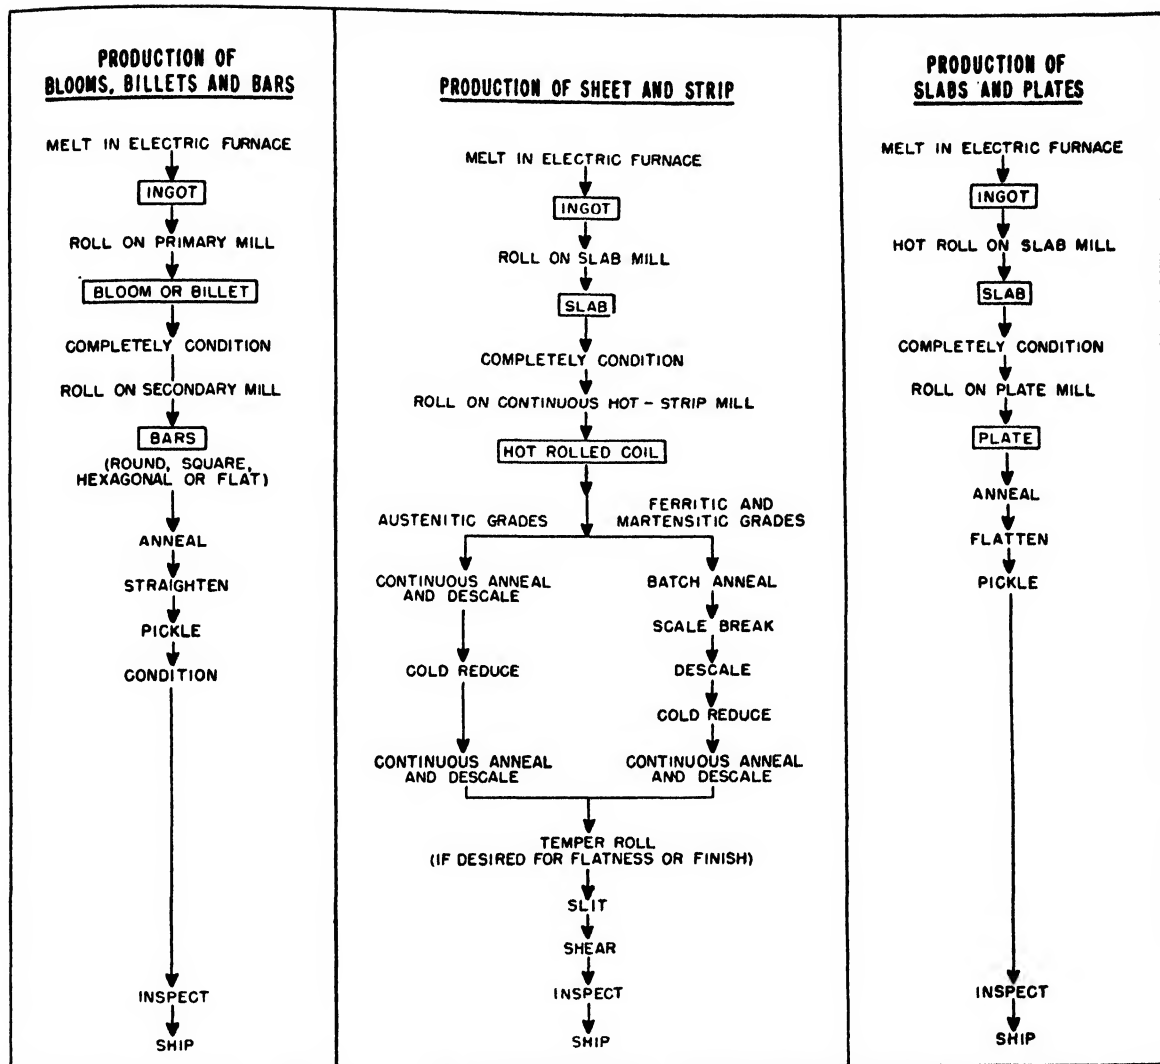 PRODUCTION OF
BLOOMS, BILLETS AND BARS
MELT IN ELECTRIC FURNACE
INGOT
ROLL ON PRIMARY MILL
BLOOM OR BILLET
COMPLETELY CONDITION
ROLL ON SECONDARY MILL
BARS
(ROUND, SQUARE,
HEXAGONAL OR FLAT)
ANNEAL
STRAIGHTEN
PICKLE
CONDITION
INSPECT
SHIP
PRODUCTION OF SHEET AND STRIP
MELT IN ELECTRIC FURNACE
INGOT
ROLL ON SLAB MILL
SLAB
COMPLETELY CONDITION
ROLL ON CONTINUOUS HOT-STRIP MILL
HOT ROLLED COIL
AUSTENITIC GRADES
CONTINUOUS ANNEAL
AND DESCALE
COLD REDUCE
CONTINUOUS ANNEAL
AND DESCALE
FERRITIC AND
MARTENSITIC GRADES
BATCH ANNEAL
SCALE BREAK
DESCALE
COLD REDUCE
CONTINUOUS ANNEAL
AND DESCALE
TEMPER ROLL
(IF DESIRED FOR FLATNESS OR FINISH)
SLIT
SHEAR
INSPECT
SHIP
PRODUCTION OF
SLABS AND PLATES
MELT IN ELECTRIC FURNACE
INGOT
HOT ROLL ON SLAB MILL
SLAB
COMPLETELY CONDITION
ROLL ON PLATE MILL
PLATE
ANNEAL
FLATTEN
PICKLE
INSPECT
SHIP